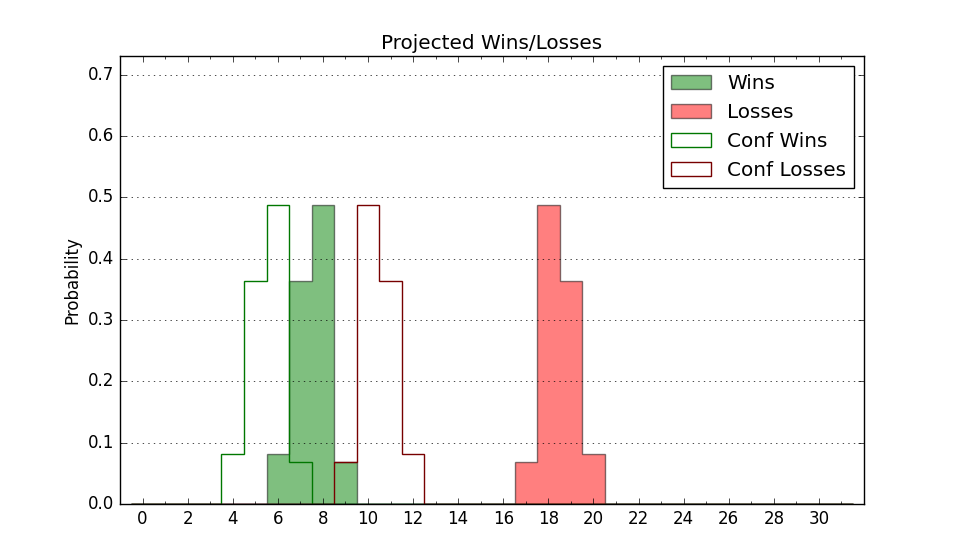 Projected Wins/Losses
Wins
Losses
Conf Wins
Conf Losses
Probability
0.7
0.6
0.5
0.4
0.3
0.2
0.1
0.0
0 2 4 6 8 10 12 14 16 18 20 22 24 26 28 30